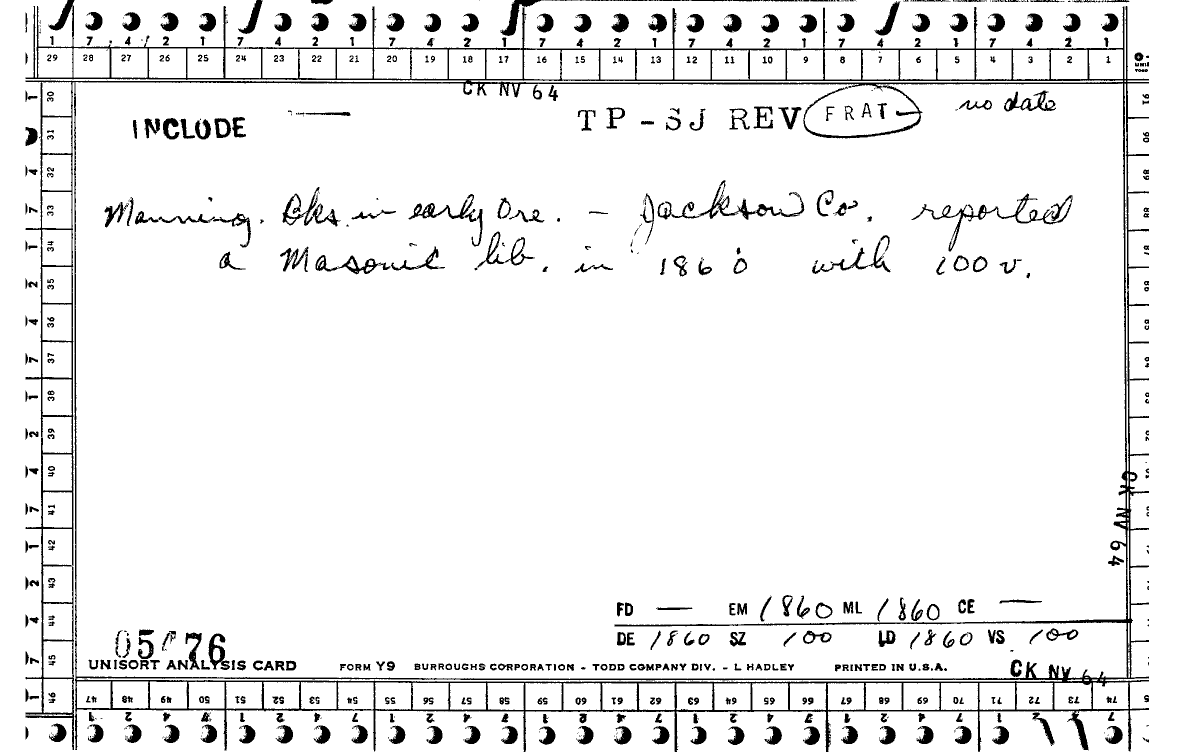 1 7 4 2 1 7 4 2 1 7 4 2 1 7 4 2 1 7 4 2 1 7 4 2 1 7 4 2 1
29 28 27 26 25 24 23 22 21 20 19 18 17 16 15 14 13 12 11 10 9 8 7 6 5 4 3 2 1
CK NV 64
INCLUDE — TP - SJ REV FRAT — no date
Manning. Bks. in early Ore. – Jackson Co. reported
a Masonic lib. in 1860 with 100 v.
30
31
32
33
34
35
36
37
38
39
40
41
42
43
44
45
46
CK NV 64
FD — EM 1860 ML 1860 CE —
DE 1860 SZ 100 LD 1860 VS 100
UNISORT ANALYSIS CARD FORM Y9 BURROUGHS CORPORATION - TODD COMPANY DIV. - L HADLEY PRINTED IN U.S.A.
CK NV 64
47 48 49 50 51 52 53 54 55 56 57 58 59 60 61 62 63 64 65 66 67 68 69 70 71 72 73 74